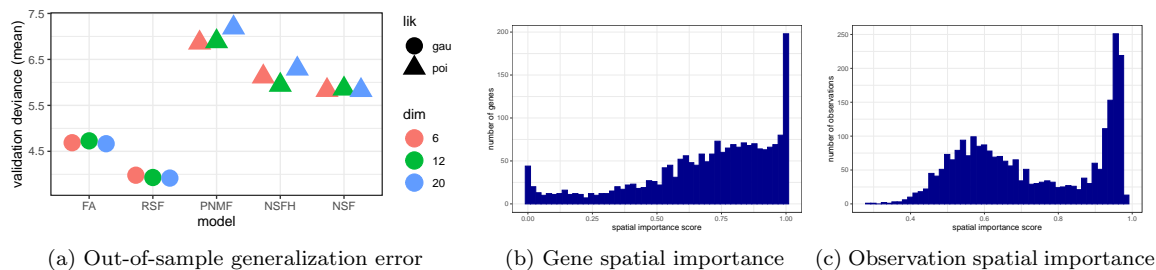 7.5
6.5
5.5
4.5
validation deviance (mean)
FA RSF PNMF NSFH NSF
model
lik
gau
poi
dim
6
12
20
200
150
100
50
0
number of genes
0.00 0.25 0.50 0.75 1.00
spatial importance score
250
200
150
100
50
0
number of observations
0.4 0.6 0.8 1.0
spatial importance score
(a) Out-of-sample generalization error
(b) Gene spatial importance
(c) Observation spatial importance